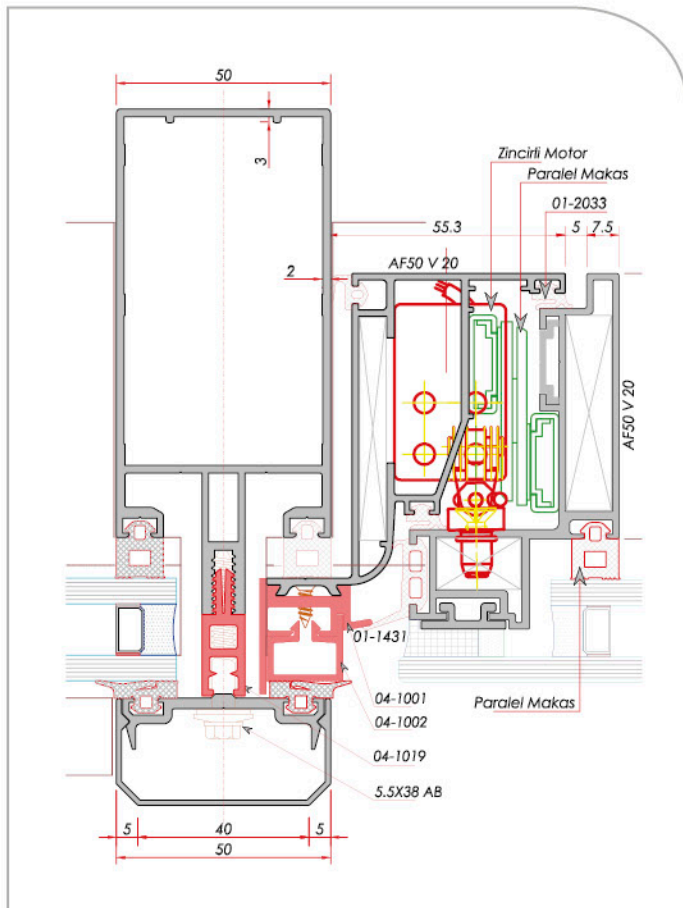 50
Zincirli Motor
Paralel Makas
3
01-2033
55.3
5
7.5
2
AF50 V 20
AF50 V 20
01-1431
04-1001
Paralel Makas
04-1002
04-1019
5.5X38 AB
5
40
5
50